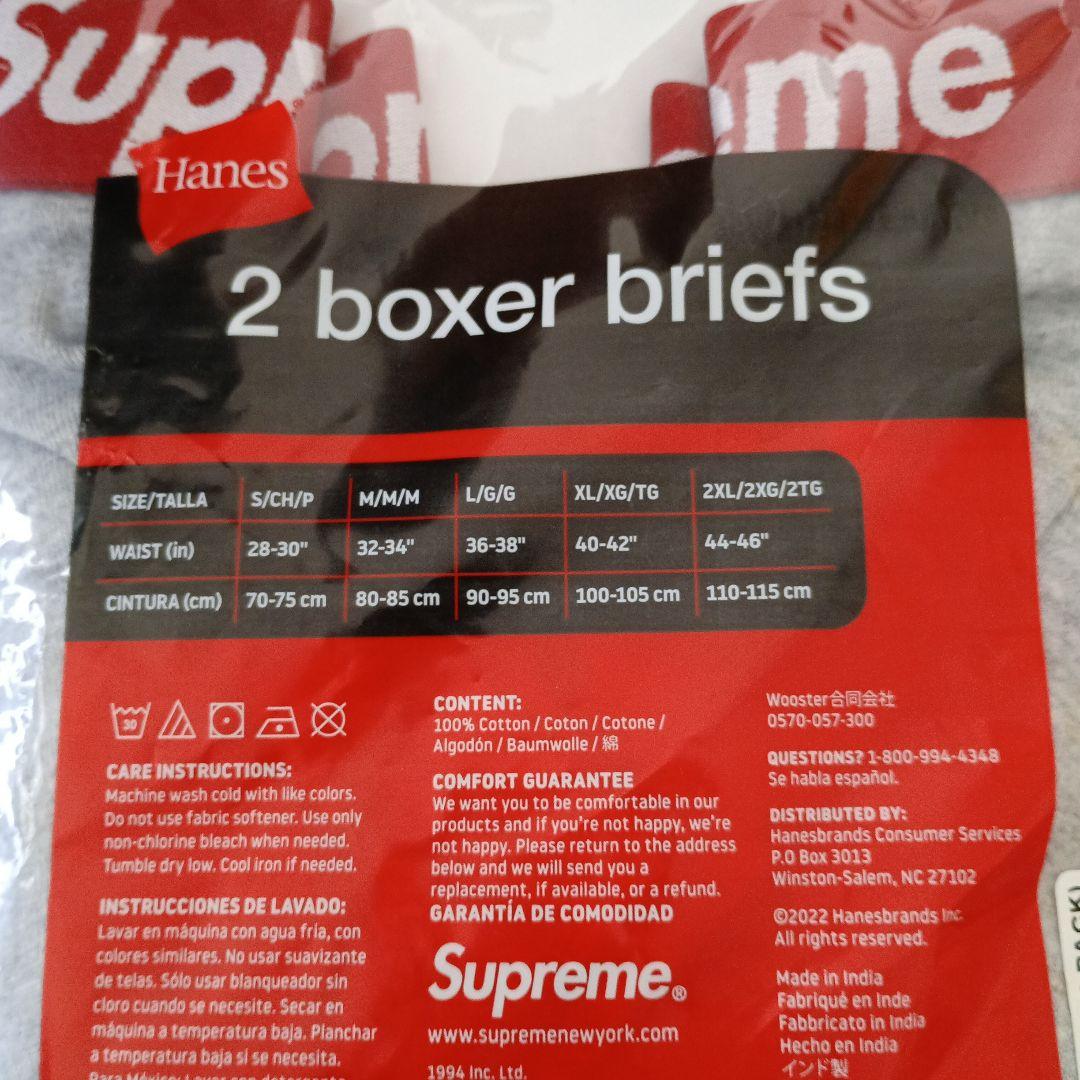 Supr
eme
Hanes
2 boxer briefs
SIZE/TALLA S/CH/P M/M/M L/G/G XL/XG/TG 2XL/2XG/2TG
WAIST (in) 28-30" 32-34" 36-38" 40-42" 44-46"
CINTURA (cm) 70-75 cm 80-85 cm 90-95 cm 100-105 cm 110-115 cm
30
CARE INSTRUCTIONS:
Machine wash cold with like colors.
Do not use fabric softener. Use only
non-chlorine bleach when needed.
Tumble dry low. Cool iron if needed.
INSTRUCCIONES DE LAVADO:
Lavar en máquina con agua fría, con
colores similares. No usar suavizante
de telas. Sólo usar blanqueador sin
cloro cuando se necesite. Secar en
máquina a temperatura baja. Planchar
a temperatura baja si se necesita.
Para México: Lavar con detergente
CONTENT:
100% Cotton / Coton / Cotone /
Algodón / Baumwolle / 綿
COMFORT GUARANTEE
We want you to be comfortable in our
products and if you're not happy, we're
not happy. Please return to the address
below and we will send you a
replacement, if available, or a refund.
GARANTÍA DE COMODIDAD
Supreme®
www.supremenewyork.com
1994 Inc. Ltd.
Wooster合同会社
0570-057-300
QUESTIONS? 1-800-994-4348
Se habla español.
DISTRIBUTED BY:
Hanesbrands Consumer Services
P.O Box 3013
Winston-Salem, NC 27102
©2022 Hanesbrands Inc.
All rights reserved.
Made in India
Fabriqué en Inde
Fabbricato in India
Hecho en India
インド製
PACK)